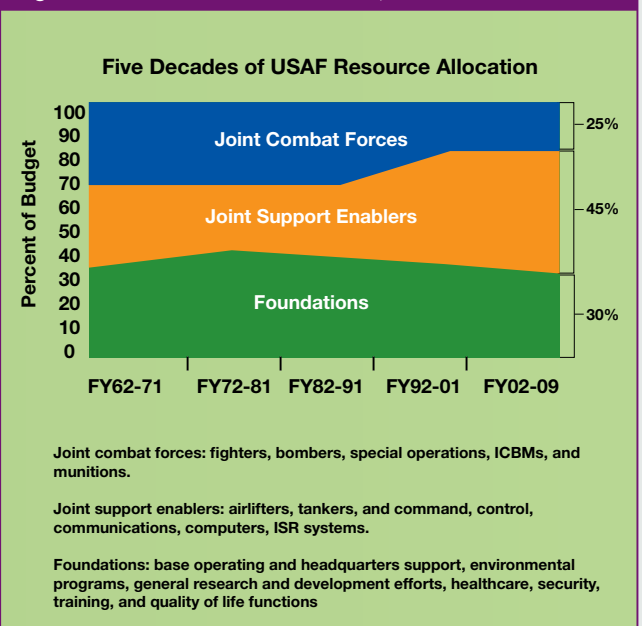 Five Decades of USAF Resource Allocation
Percent of Budget
100
90
80
70
60
50
40
30
20
10
0
Joint Combat Forces
Joint Support Enablers
Foundations
25%
45%
30%
FY62-71 FY72-81 FY82-91 FY92-01 FY02-09
Joint combat forces: fighters, bombers, special operations, ICBMs, and
munitions.
Joint support enablers: airlifters, tankers, and command, control,
communications, computers, ISR systems.
Foundations: base operating and headquarters support, environmental
programs, general research and development efforts, healthcare, security,
training, and quality of life functions